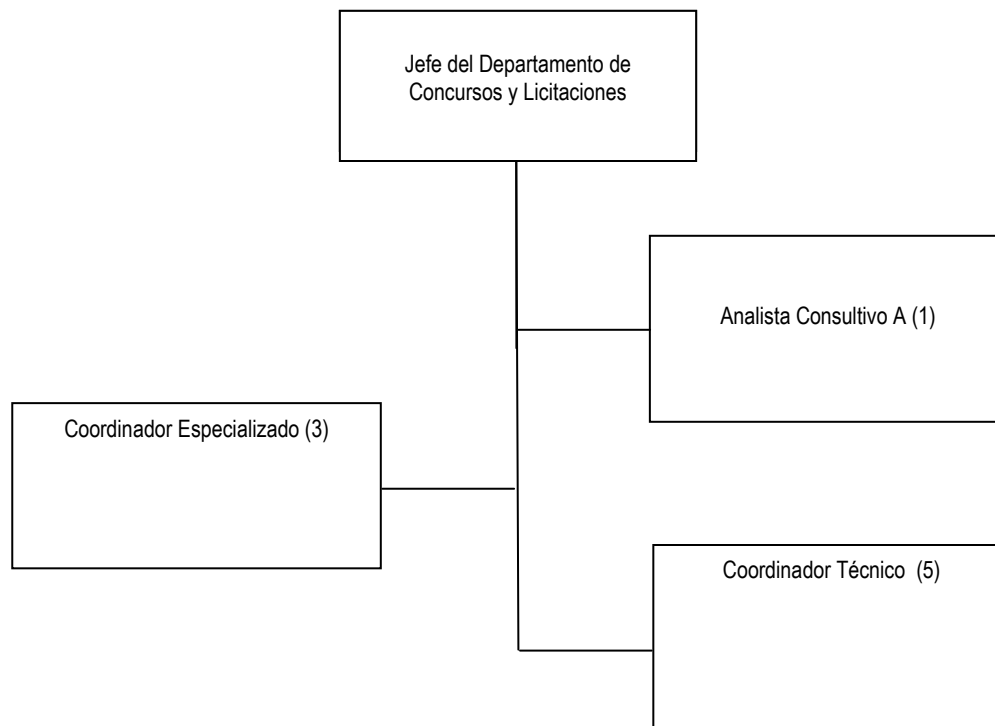 Jefe del Departamento de
Concursos y Licitaciones
Analista Consultivo A (1)
Coordinador Especializado (3)
Coordinador Técnico (5)